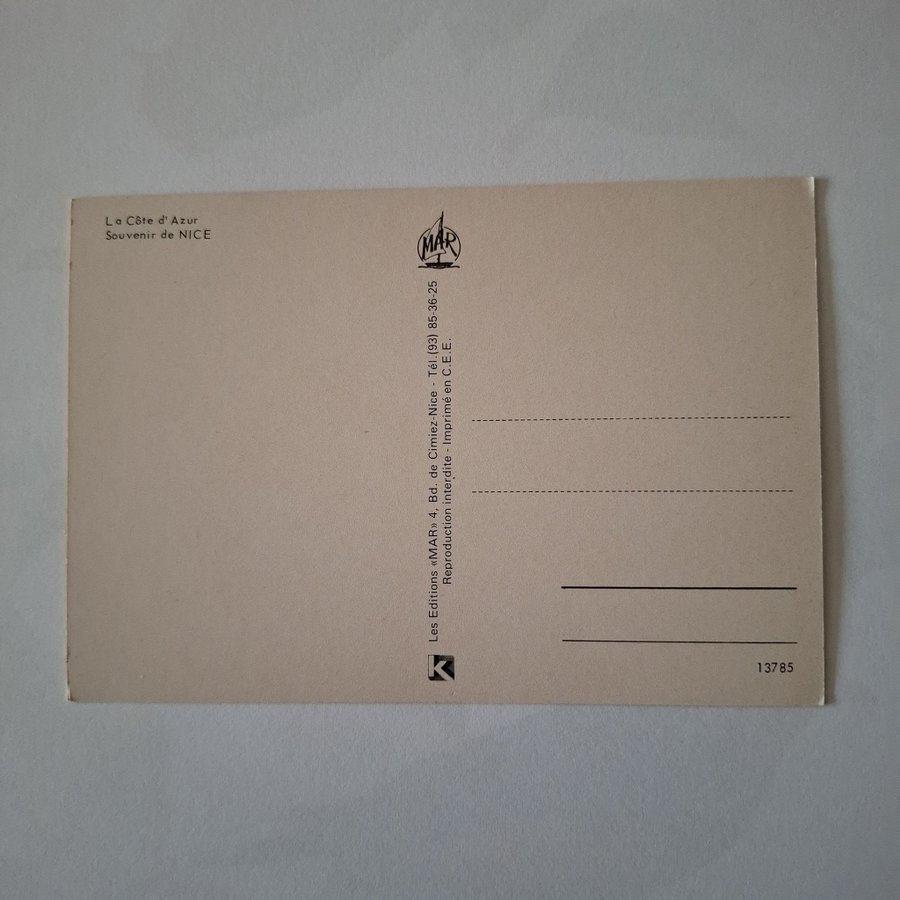 La Côte d'Azur
Souvenir de NICE
MAR
Les Editions «MAR» 4, Bd. de Cimiez-Nice - Tél.(93) 85-36-25
Reproduction interdite - Imprimé en C.E.E.
K
13785